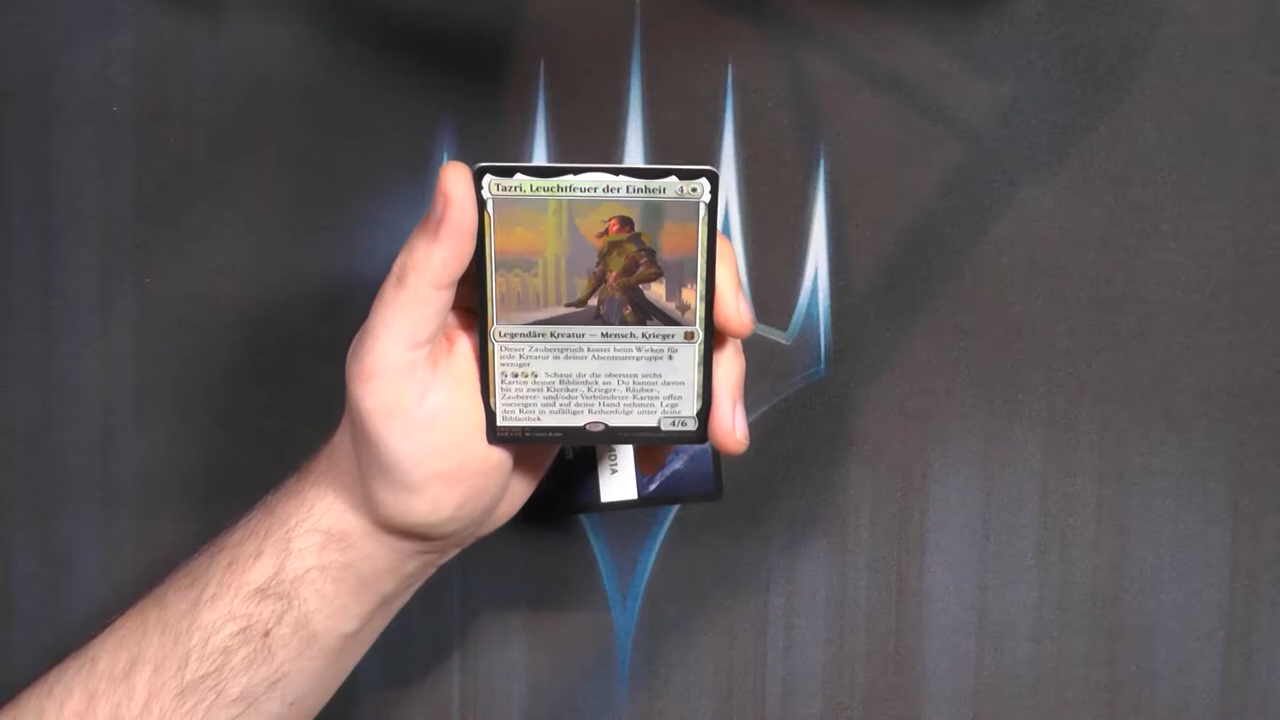 Tazri, Leuchtfeuer der Einheit 4
Legendäre Kreatur — Mensch, Krieger
Dieser Zauberspruch kostet beim Wirken für
jede Kreatur in deiner Abenteurergruppe
weniger.
: Schaue dir die obersten sechs
Karten deiner Bibliothek an. Du kannst davon
bis zu zwei Kleriker-, Krieger-, Räuber-,
Zauberer- und/oder Verbündeter-Karten offen
vorzeigen und auf deine Hand nehmen. Lege
den Rest in zufälliger Reihenfolge unter deine
Bibliothek.
4/6